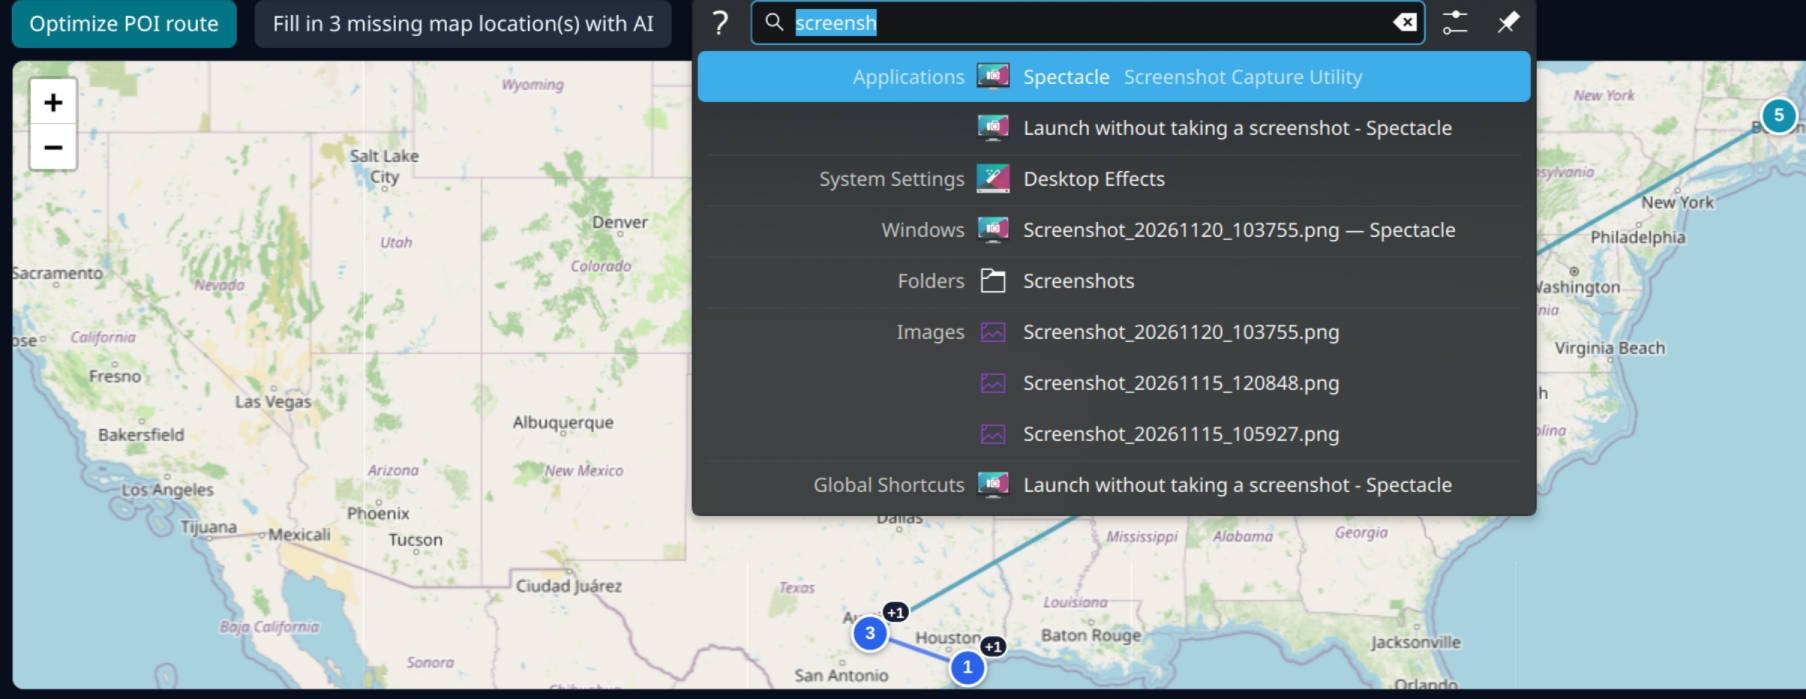 Optimize POI route
Fill in 3 missing map location(s) with AI
?
screensh
Applications Spectacle Screenshot Capture Utility
Launch without taking a screenshot - Spectacle
System Settings Desktop Effects
Windows Screenshot_20261120_103755.png — Spectacle
Folders Screenshots
Images Screenshot_20261120_103755.png
Screenshot_20261115_120848.png
Screenshot_20261115_105927.png
Global Shortcuts Launch without taking a screenshot - Spectacle
+
−
Wyoming
New York
5
Salt Lake
City
Denver
New York
Utah
Philadelphia
Colorado
Sacramento
Nevada
California
Virginia Beach
Fresno
Las Vegas
Albuquerque
Bakersfield
Arizona
New Mexico
Los Angeles
Phoenix
Dallas
Tijuana
Mexicali
Tucson
Mississippi
Alabama
Georgia
Ciudad Juárez
Texas
Louisiana
+1
3
Houston
+1
1
Baton Rouge
Jacksonville
Baja California
Sonora
San Antonio
Orlando